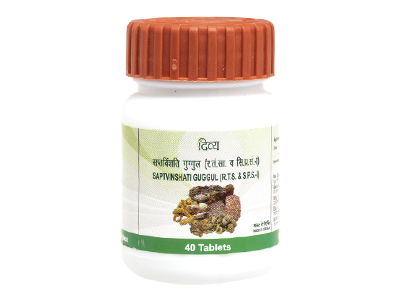 दिव्य
सप्तविंशति गुग्गुल (र.तं.सा. व सि.प्र.सं.-I)
SAPTVINSHATI GUGGUL (R.T.S. & S.P.S.-I)
40 Tablets